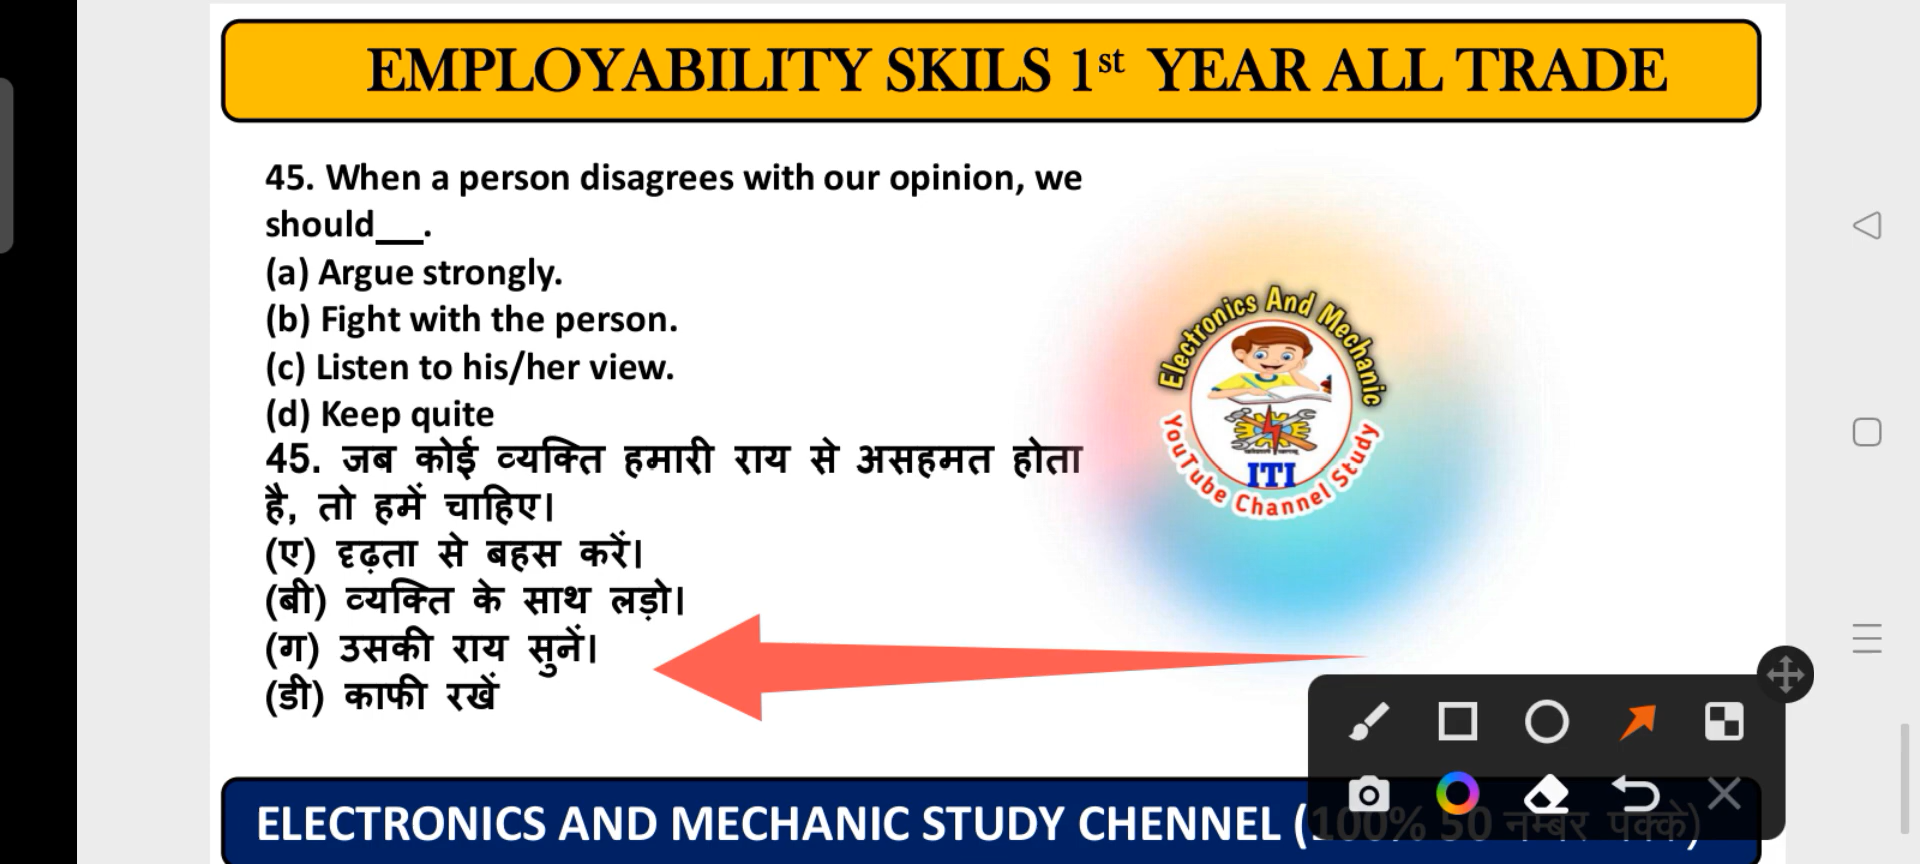 EMPLOYABILITY SKILS 1st YEAR ALL TRADE
45. When a person disagrees with our opinion, we
should___.
(a) Argue strongly.
(b) Fight with the person.
(c) Listen to his/her view.
(d) Keep quite
45. जब कोई व्यक्ति हमारी राय से असहमत होता
है, तो हमें चाहिए।
(ए) दृढ़ता से बहस करें।
(बी) व्यक्ति के साथ लड़ो।
(ग) उसकी राय सुनें।
(डी) काफी रखें
Electronics And Mechanic
ITI
YouTube Channel Study
ELECTRONICS AND MECHANIC STUDY CHENNEL (100% 50 नम्बर पक्के)